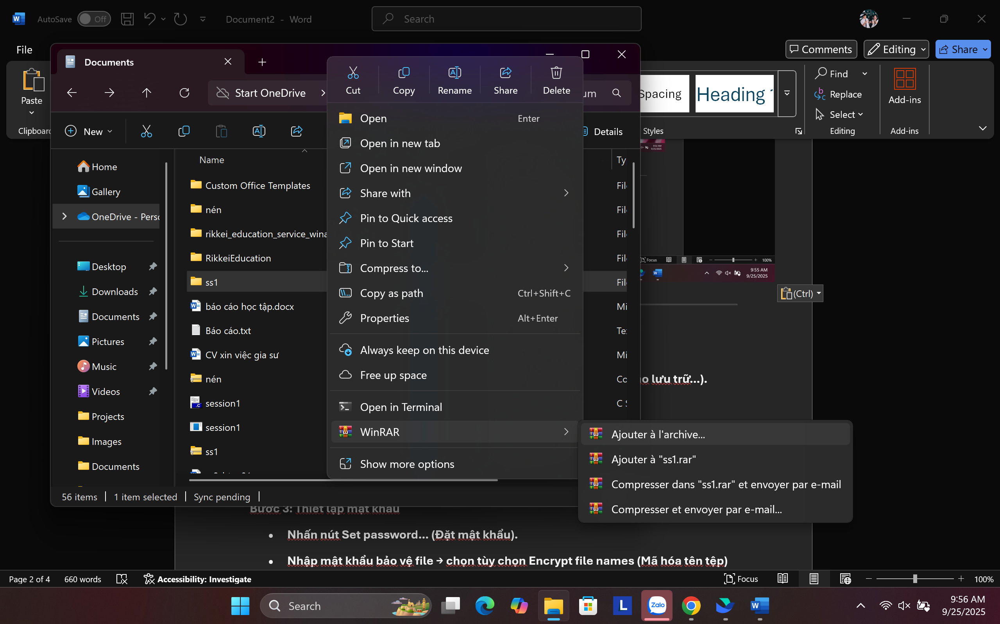 AutoSave
Off
Document2 - Word
Search
File
Comments
Editing
Share
Paste
Clipboard
Documents
Start OneDrive
Cut
Copy
Rename
Share
Delete
um
Spacing
Heading
Styles
Find
Replace
Select
Editing
Add-ins
Add-ins
New
Details
Home
Gallery
OneDrive - Perso
Desktop
Downloads
Documents
Pictures
Music
Videos
Projects
Images
Documents
Name
Ty
Custom Office Templates
File
nén
File
rikkei_education_service_wina
File
RikkeiEducation
File
ss1
File
báo cáo học tập.docx
Mi
Báo cáo.txt
Te
CV xin việc gia sư
Mi
nén
Co
session1
C
session1
ss1
Open
Enter
Open in new tab
Open in new window
Share with
Pin to Quick access
Pin to Start
Compress to...
Copy as path
Ctrl+Shift+C
Properties
Alt+Enter
Always keep on this device
Free up space
Open in Terminal
WinRAR
Show more options
Ajouter à l'archive...
Ajouter à "ss1.rar"
Compresser dans "ss1.rar" et envoyer par e-mail
Compresser et envoyer par e-mail...
56 items
1 item selected
Sync pending
9:52 AM
9/25/2025
Focus
100%
9:55 AM
9/25/2025
(Ctrl)
lưu trữ...).
Bước 3: Thiết lập mật khẩu
• Nhấn nút Set password... (Đặt mật khẩu).
• Nhập mật khẩu bảo vệ file → chọn tùy chọn Encrypt file names (Mã hóa tên tệp)
Page 2 of 4
660 words
Accessibility: Investigate
Focus
100%
Search
L
Zalo
9:56 AM
9/25/2025